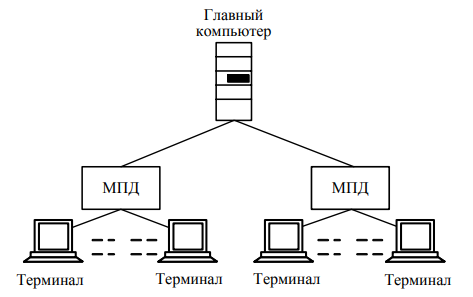 Главный
компьютер
МПД
МПД
Терминал
Терминал
Терминал
Терминал